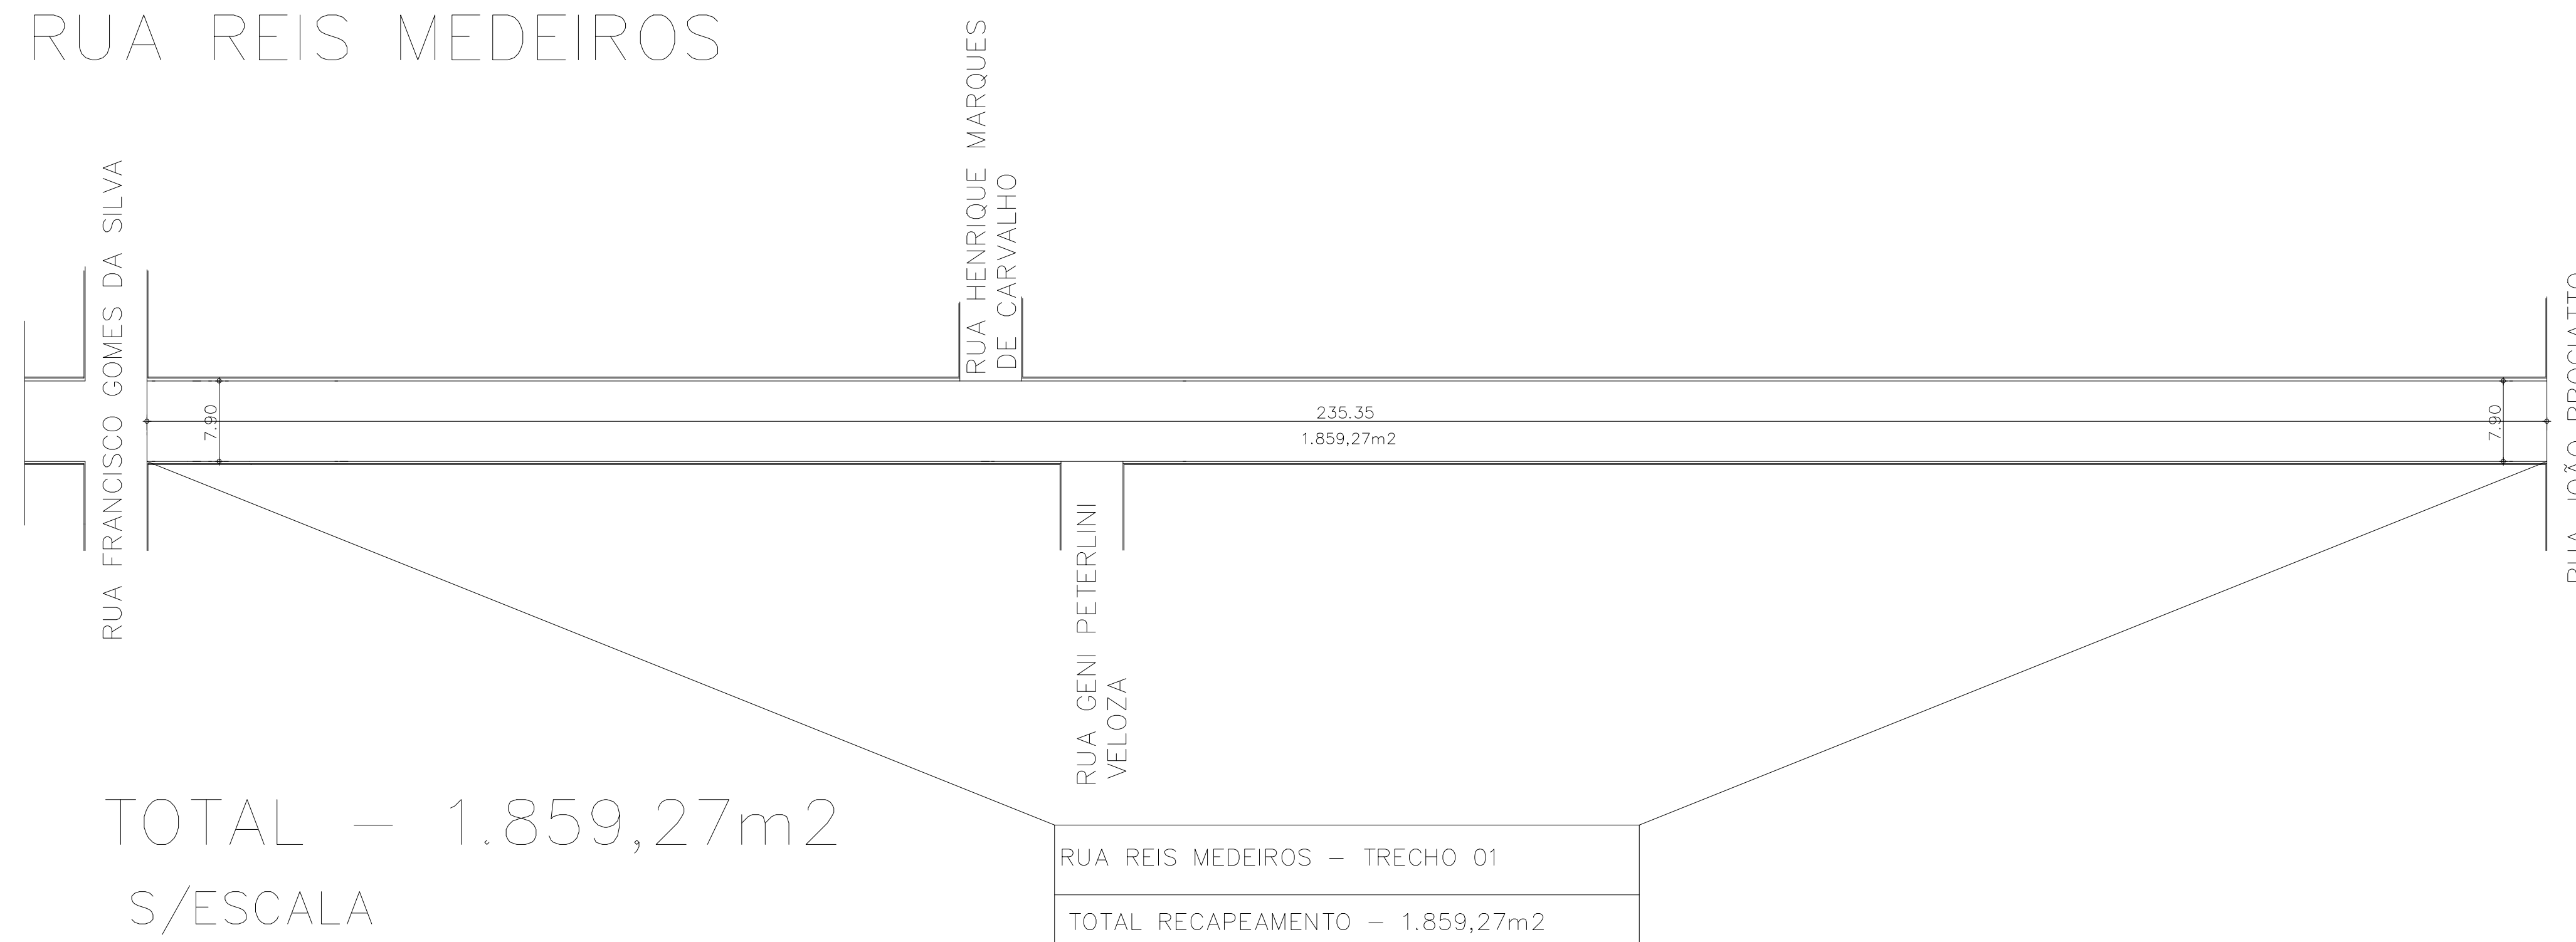 RUA REIS MEDEIROS
RUA FRANCISCO GOMES DA SILVA
RUA HENRIQUE MARQUES
DE CARVALHO
7.90
235.35
1.859,27m2
7.90
RUA JOÃO
RUA GENI PETERLINI
VELOZA
TOTAL - 1.859,27m2
S/ESCALA
RUA REIS MEDEIROS - TRECHO 01
TOTAL RECAPEAMENTO - 1.859,27m2